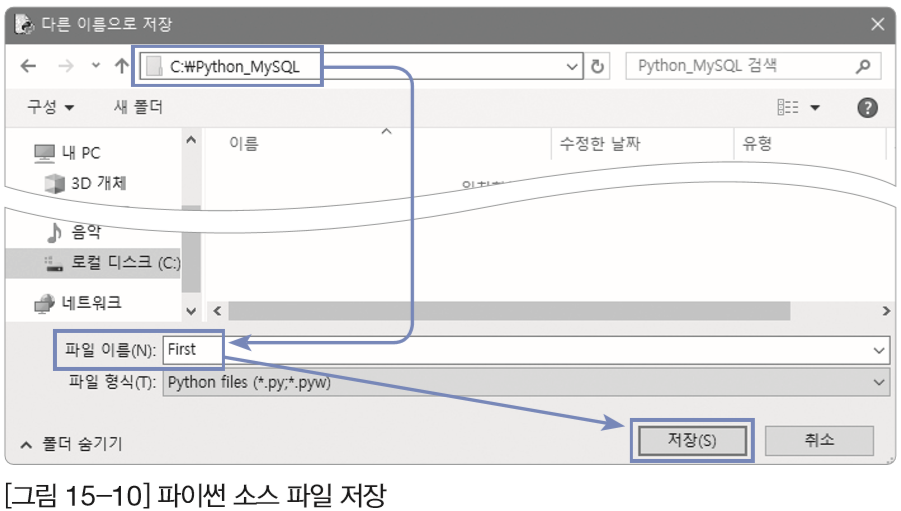 다른 이름으로 저장
C:₩Python_MySQL
Python_MySQL 검색
구성
새 폴더
이름
수정한 날짜
유형
내 PC
3D 개체
음악
로컬 디스크 (C:)
네트워크
파일 이름(N): First
파일 형식(T): Python files (*.py;*.pyw)
폴더 숨기기
저장(S)
취소
[그림 15–10] 파이썬 소스 파일 저장